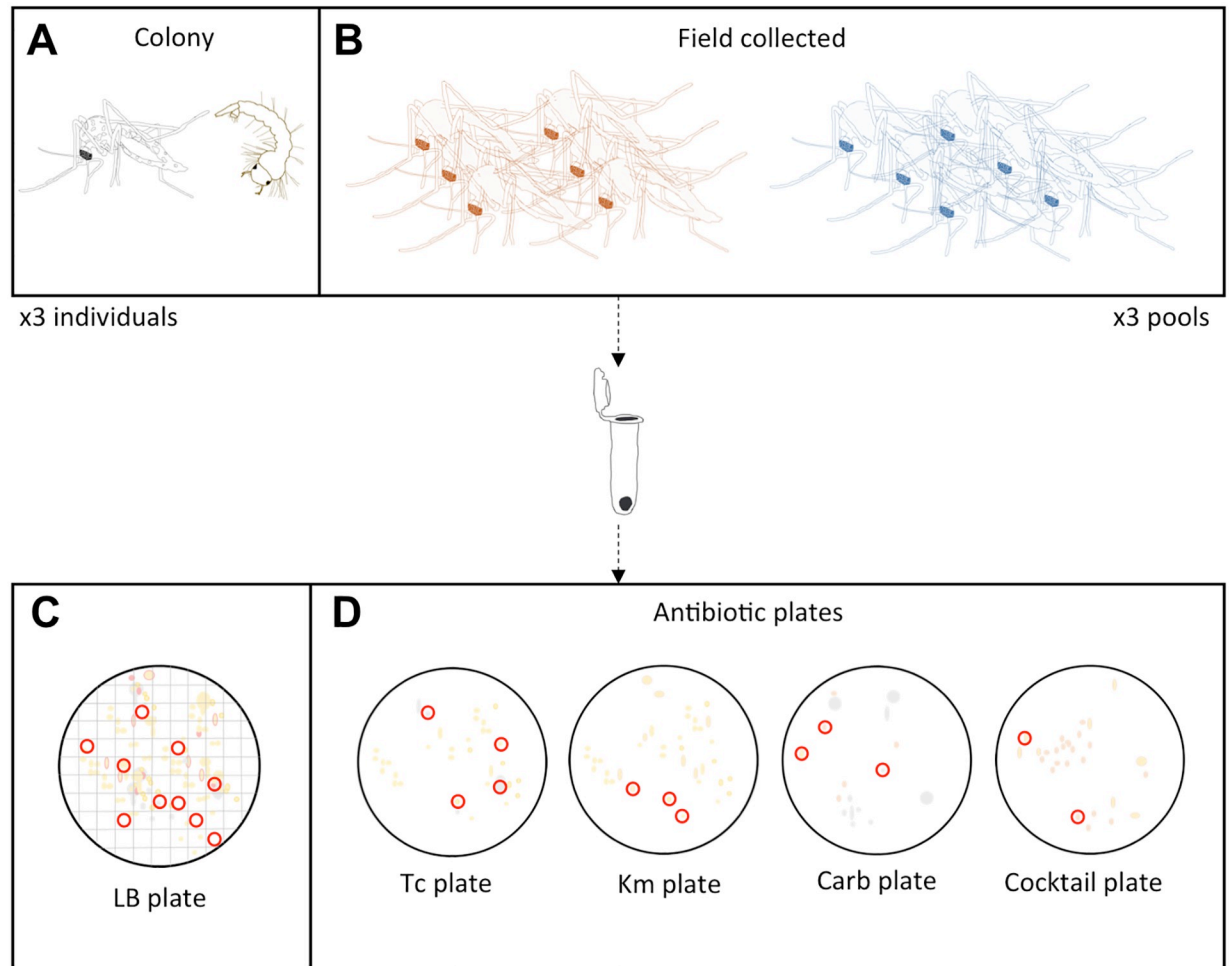 A
Colony
B
Field collected
x3 individuals
x3 pools
C
LB plate
D
Antibiotic plates
Tc plate
Km plate
Carb plate
Cocktail plate